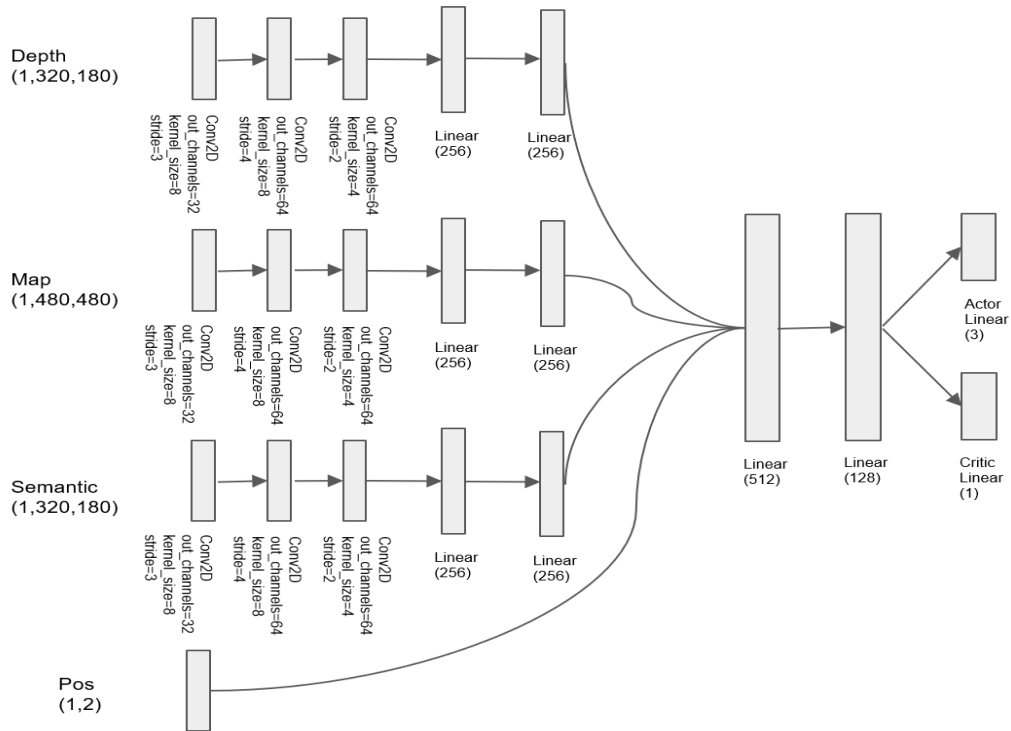 Depth
(1,320,180)
Conv2D
out_channels=32
kernel_size=8
stride=3
Conv2D
out_channels=64
kernel_size=8
stride=4
Conv2D
out_channels=64
kernel_size=4
stride=2
Linear
(256)
Linear
(256)
Map
(1,480,480)
Conv2D
out_channels=32
kernel_size=8
stride=3
Conv2D
out_channels=64
kernel_size=8
stride=4
Conv2D
out_channels=64
kernel_size=4
stride=2
Linear
(256)
Linear
(256)
Semantic
(1,320,180)
Conv2D
out_channels=32
kernel_size=8
stride=3
Conv2D
out_channels=64
kernel_size=8
stride=4
Conv2D
out_channels=64
kernel_size=4
stride=2
Linear
(256)
Linear
(256)
Pos
(1,2)
Linear
(512)
Linear
(128)
Actor
Linear
(3)
Critic
Linear
(1)